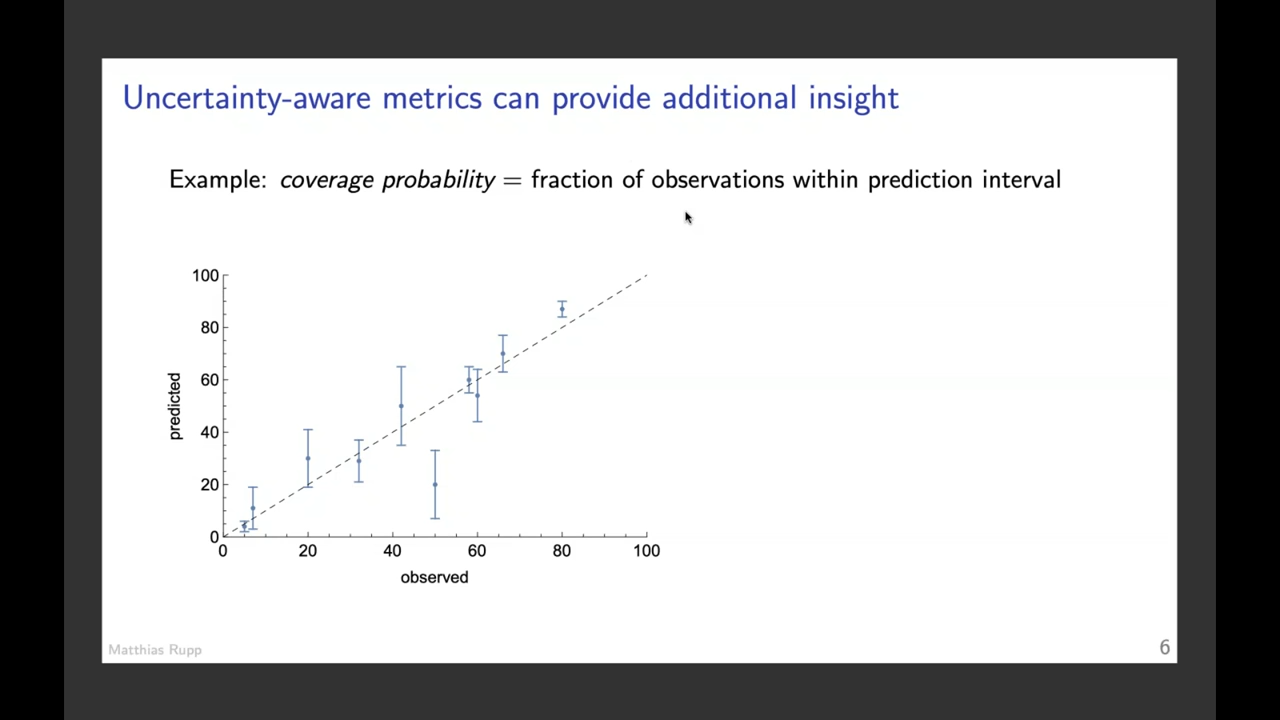 Uncertainty-aware metrics can provide additional insight
Example: coverage probability = fraction of observations within prediction interval
100
80
60
40
20
0
predicted
0 20 40 60 80 100
observed
Matthias Rupp
6